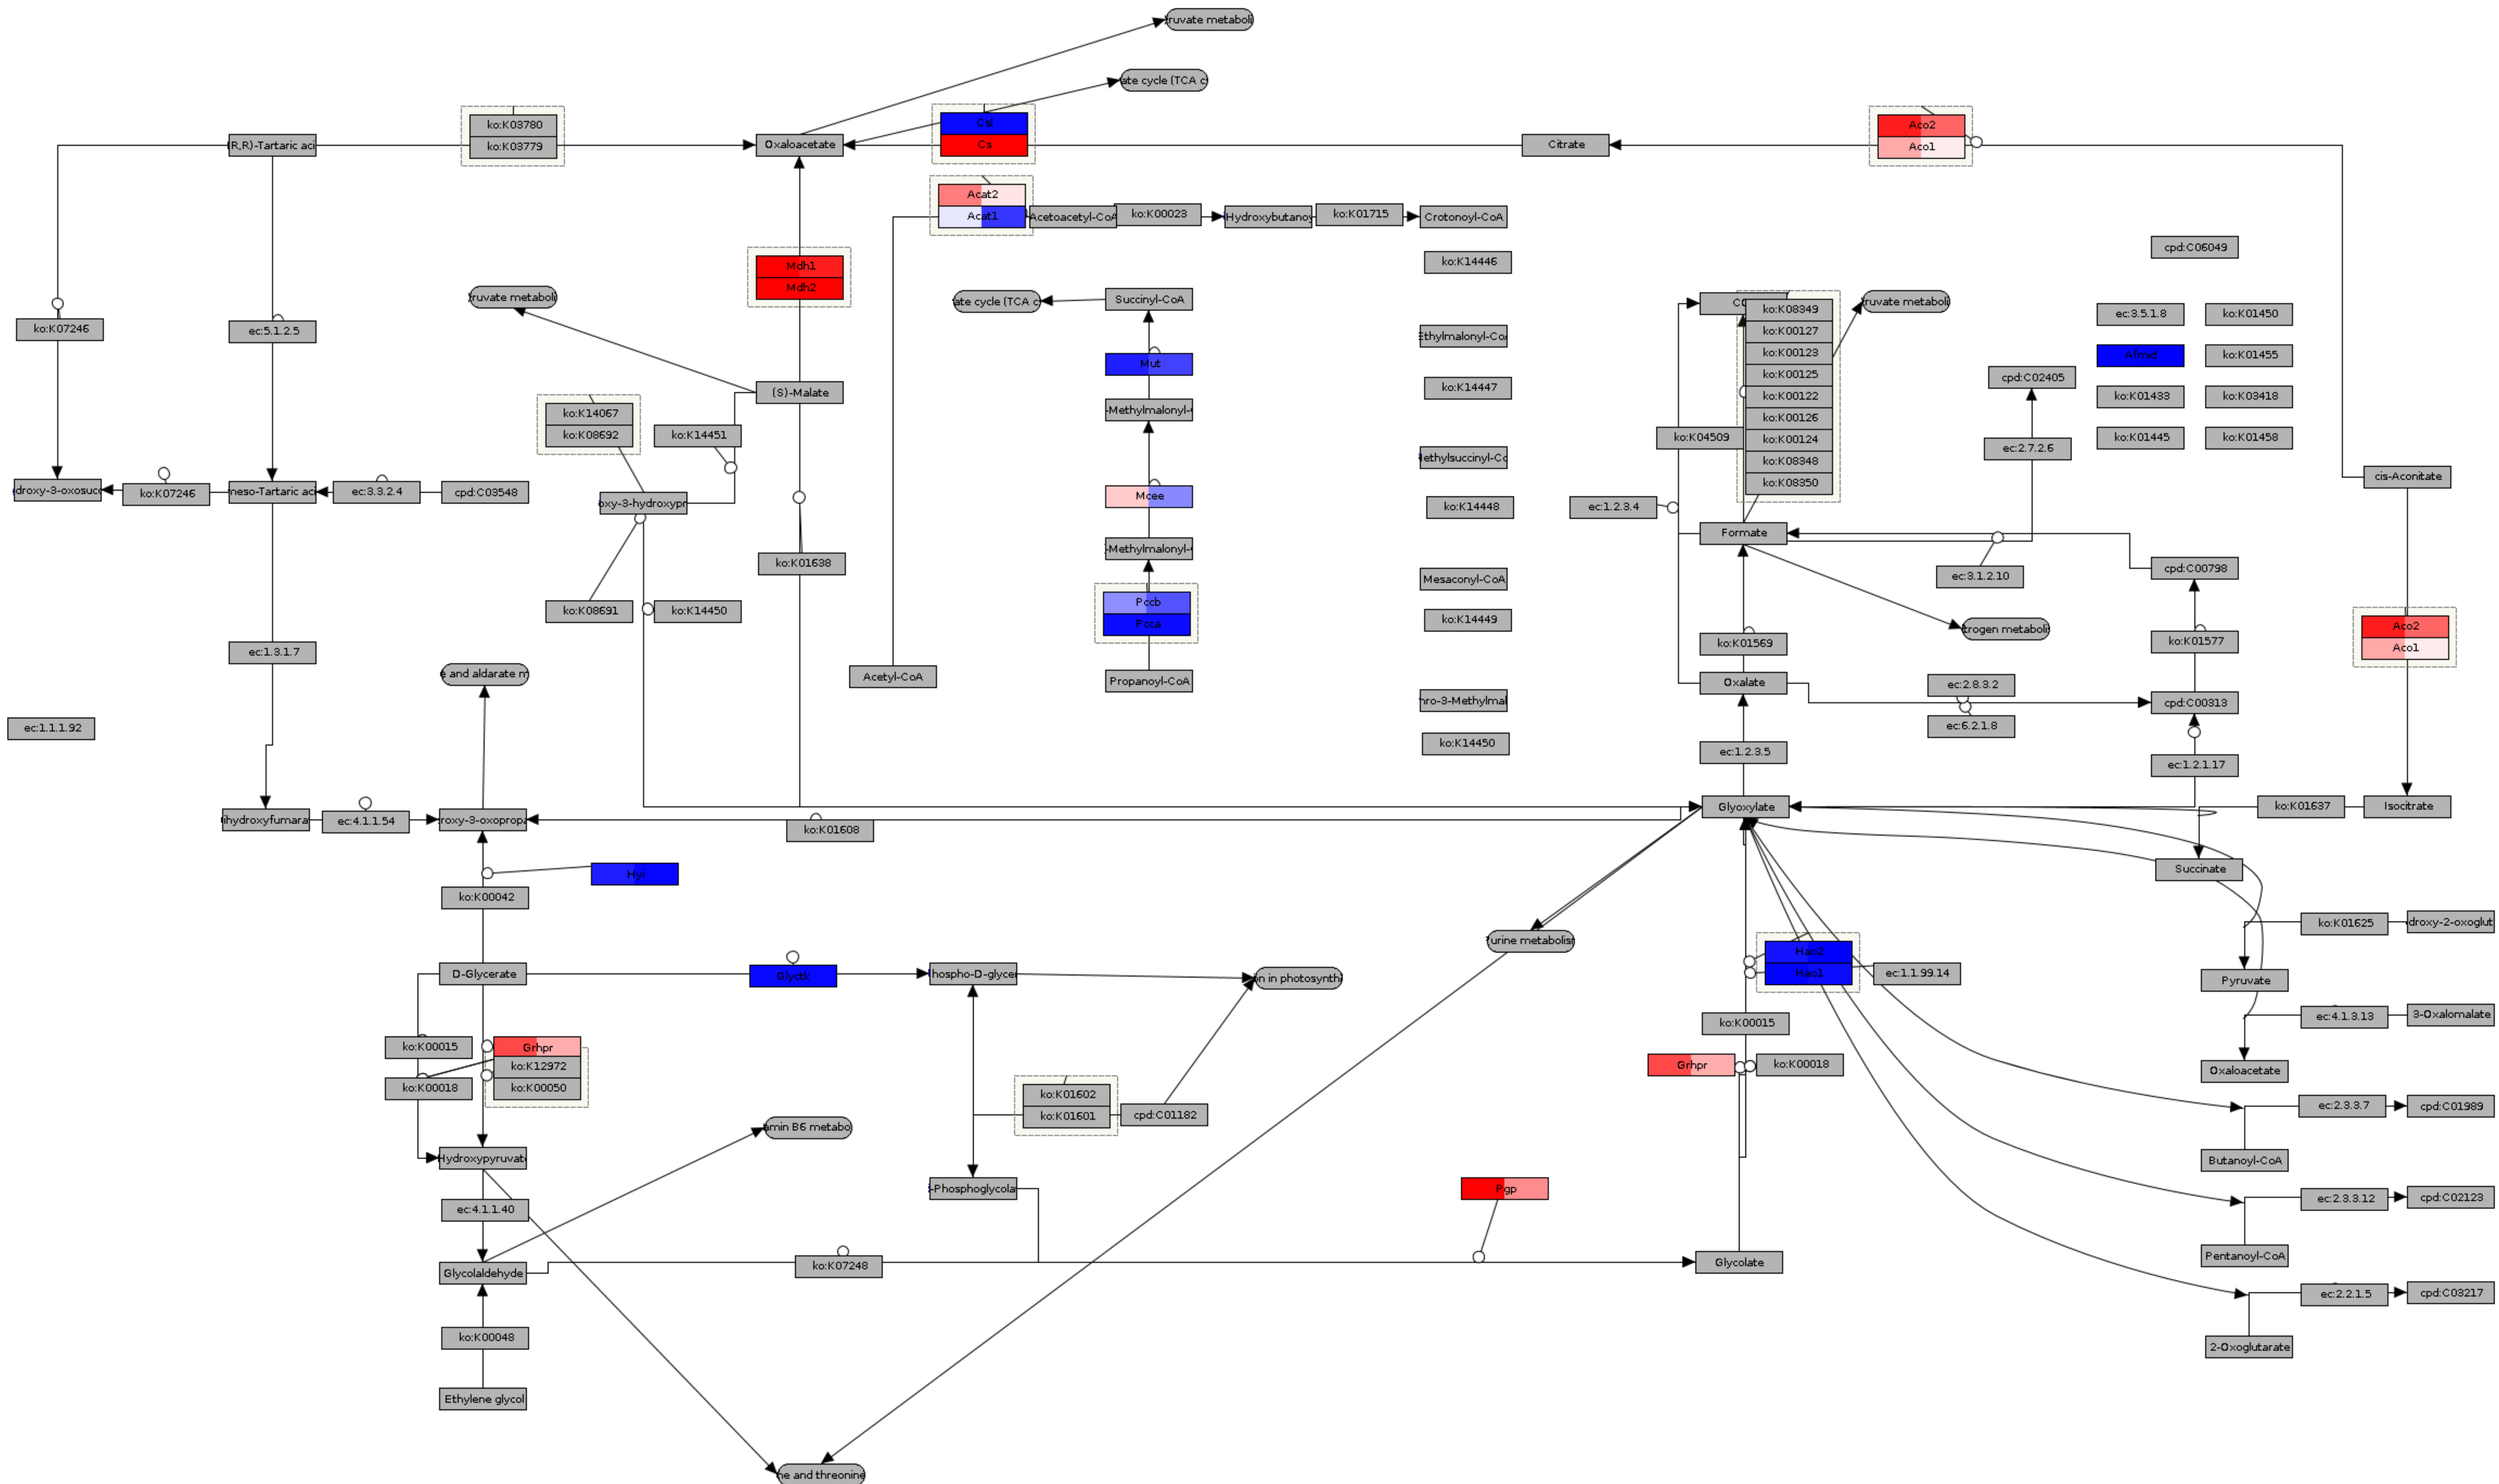 ruvate metaboli
ate cycle (TCA c
ko:K03780
ko:K03779
(R,R)-Tartaric aci
Oxaloacetate
Csl
Cs
Citrate
Aco2
Aco1
Acat2
Acat1
Acetoacetyl-CoA
ko:K00023
Hydroxybutanoy
ko:K01715
Crotonoyl-CoA
cpd:C06049
ko:K14446
Mdh1
Mdh2
ruvate metaboli
ate cycle (TCA c
Succinyl-CoA
ruvate metaboli
ko:K08349
ko:K00127
ko:K00123
ko:K00125
ko:K00122
ko:K00126
ko:K00124
ko:K08348
ko:K08350
ec:3.5.1.8
ko:K01450
ko:K07246
ec:5.1.2.5
Ethylmalonyl-Co
Afmid
ko:K01455
Mut
cpd:C02405
(S)-Malate
ko:K14447
ko:K01433
ko:K03418
ko:K14067
ko:K08692
-Methylmalonyl-
ko:K14451
ko:K04509
ko:K01445
ko:K01458
ec:2.7.2.6
Methylsuccinyl-Co
cis-Aconitate
droxy-3-oxosuc
ko:K07246
meso-Tartaric aci
ec:3.3.2.4
cpd:C03548
oxy-3-hydroxypr
Mcee
ko:K14448
ec:1.2.3.4
Formate
-Methylmalonyl-
ko:K01638
cpd:C00798
ec:3.1.2.10
Mesaconyl-CoA
Pccb
Pcca
ko:K08691
ko:K14450
ko:K14449
trogen metaboli
Aco2
Aco1
ko:K01569
ko:K01577
ec:1.3.1.7
e and aldarate m
Acetyl-CoA
Propanoyl-CoA
Oxalate
ec:2.8.3.2
cpd:C00313
hro-3-Methylmal
ec:1.1.1.92
ec:6.2.1.8
ko:K14450
ec:1.2.3.5
ec:1.2.1.17
Glyoxylate
ko:K01637
Isocitrate
ihydroxyfumara
ec:4.1.1.54
roxy-3-oxopropa
ko:K01608
Hyi
Succinate
ko:K00042
ko:K01625
droxy-2-oxoglut
Purine metabolis
Hao2
Hao1
ec:1.1.99.14
D-Glycerate
Glyctk
hospho-D-glycer
on in photosynthe
Pyruvate
ko:K00015
ec:4.1.3.13
3-Oxalomalate
ko:K00015
Grhpr
ko:K12972
ko:K00050
ko:K00018
Grhpr
ko:K00018
Oxaloacetate
ko:K01602
ko:K01601
cpd:C01182
ec:2.3.3.7
cpd:C01989
amin B6 metabo
Hydroxypyruvate
Butanoyl-CoA
-Phosphoglycola
Pgp
ec:2.3.3.12
cpd:C02123
ec:4.1.1.40
Pentanoyl-CoA
Glycolaldehyde
ko:K07248
Glycolate
ec:2.2.1.5
cpd:C03217
ko:K00048
2-Oxoglutarate
Ethylene glycol
ne and threonine